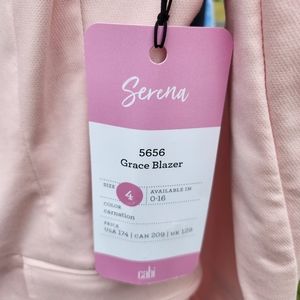 Serena
5656
Grace Blazer
SIZE
4
AVAILABLE IN
0-16
COLOR
carnation
PRICE
USA 174 | CAN 209 | UK 129
cabi